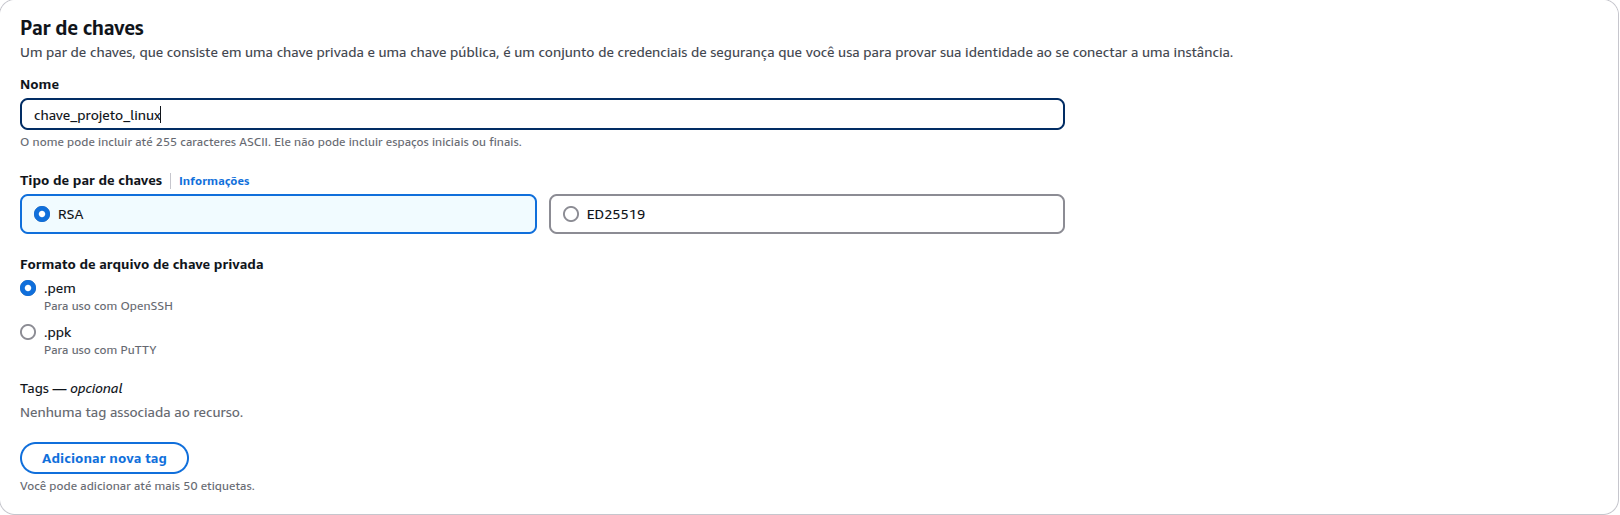 Par de chaves
Um par de chaves, que consiste em uma chave privada e uma chave pública, é um conjunto de credenciais de segurança que você usa para provar sua identidade ao se conectar a uma instância.
Nome
chave_projeto_linux
O nome pode incluir até 255 caracteres ASCII. Ele não pode incluir espaços iniciais ou finais.
Tipo de par de chaves | Informações
RSA
ED25519
Formato de arquivo de chave privada
.pem
Para uso com OpenSSH
.ppk
Para uso com PuTTY
Tags — opcional
Nenhuma tag associada ao recurso.
Adicionar nova tag
Você pode adicionar até mais 50 etiquetas.